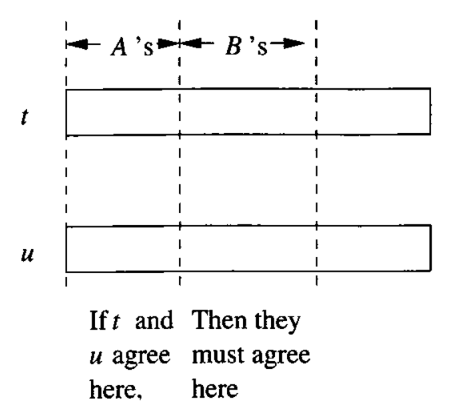 A 's B 's
t
u
If t and Then they
u agree must agree
here, here